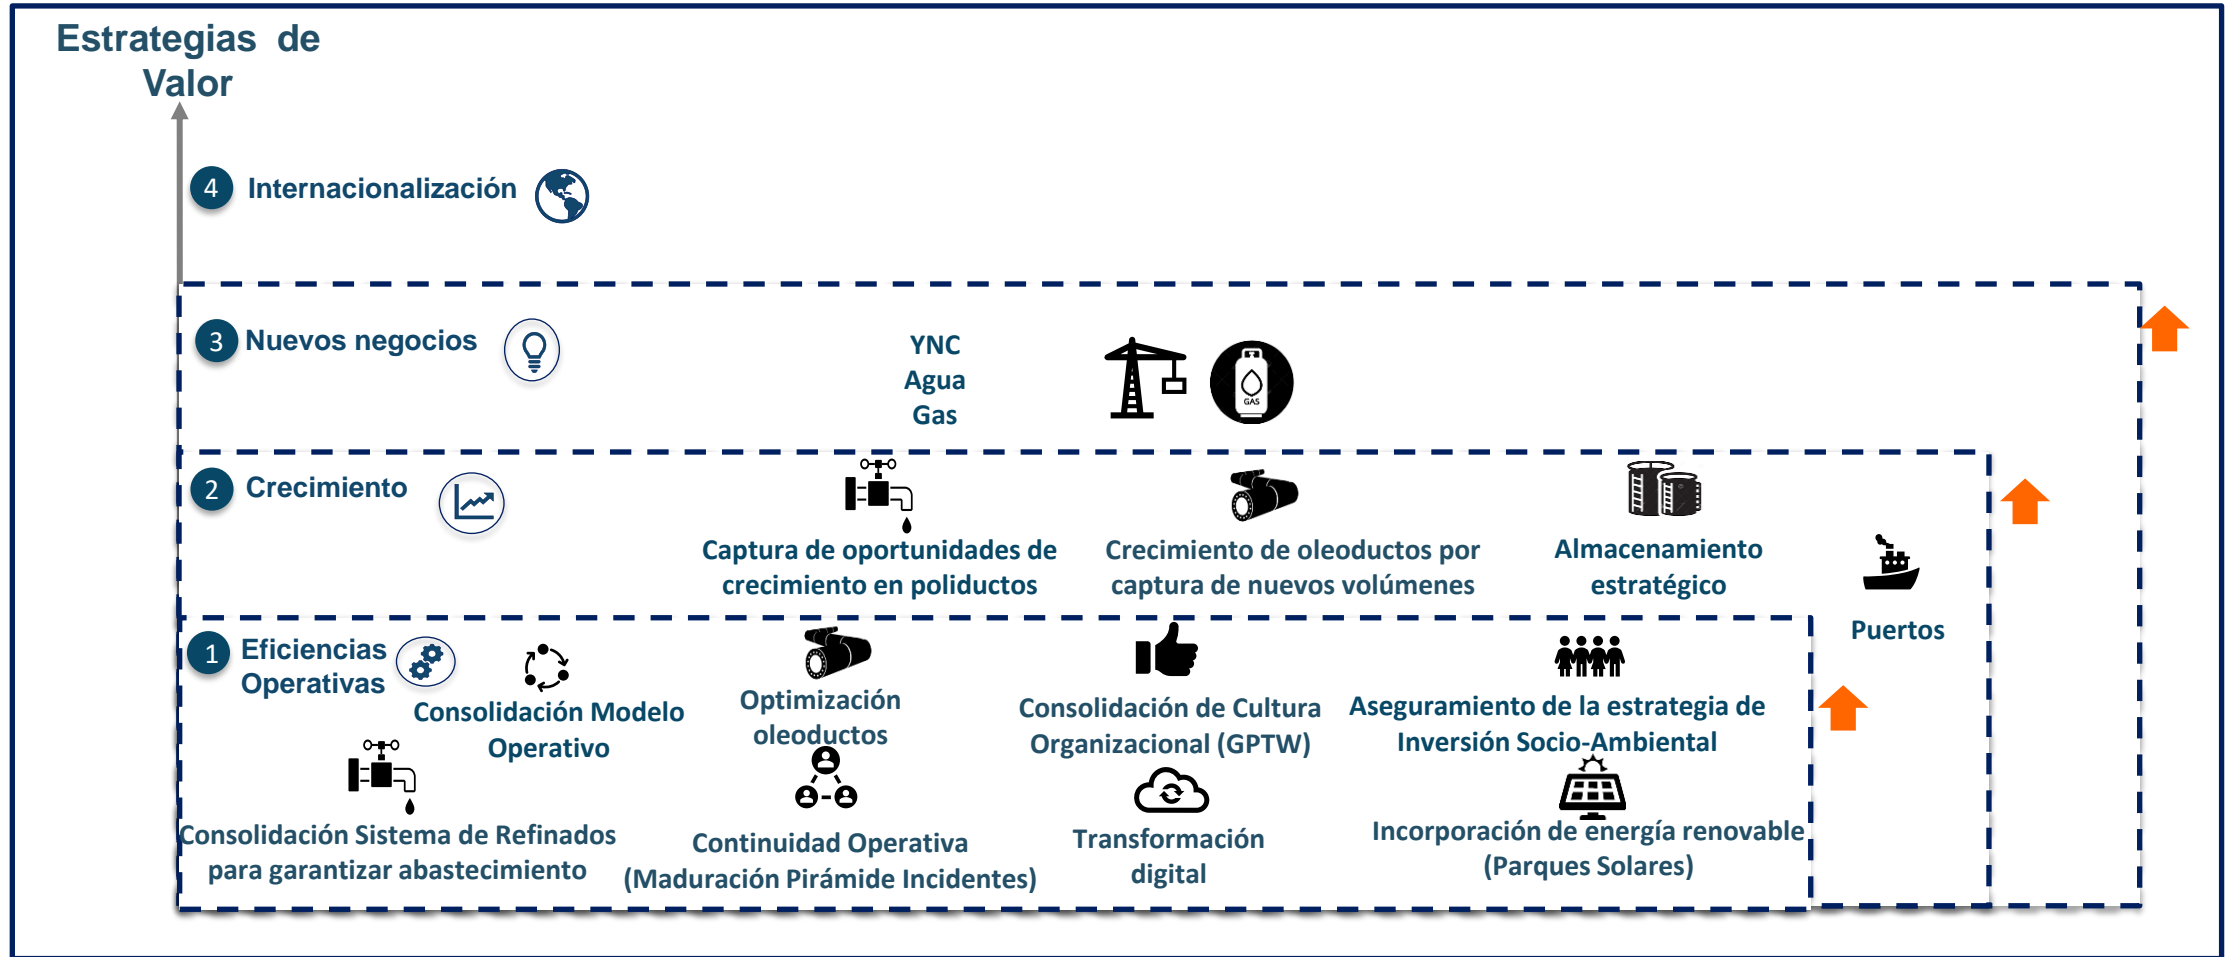 Estrategias de
Valor
4 Internacionalización
3 Nuevos negocios
YNC
Agua
Gas
GAS
2 Crecimiento
Captura de oportunidades de
crecimiento en poliductos
Crecimiento de oleoductos por
captura de nuevos volúmenes
Almacenamiento
estratégico
Puertos
1 Eficiencias
Operativas
Consolidación Modelo
Operativo
Optimización
oleoductos
Consolidación de Cultura
Organizacional (GPTW)
Aseguramiento de la estrategia de
Inversión Socio-Ambiental
Consolidación Sistema de Refinados
para garantizar abastecimiento
Continuidad Operativa
(Maduración Pirámide Incidentes)
Transformación
digital
Incorporación de energía renovable
(Parques Solares)